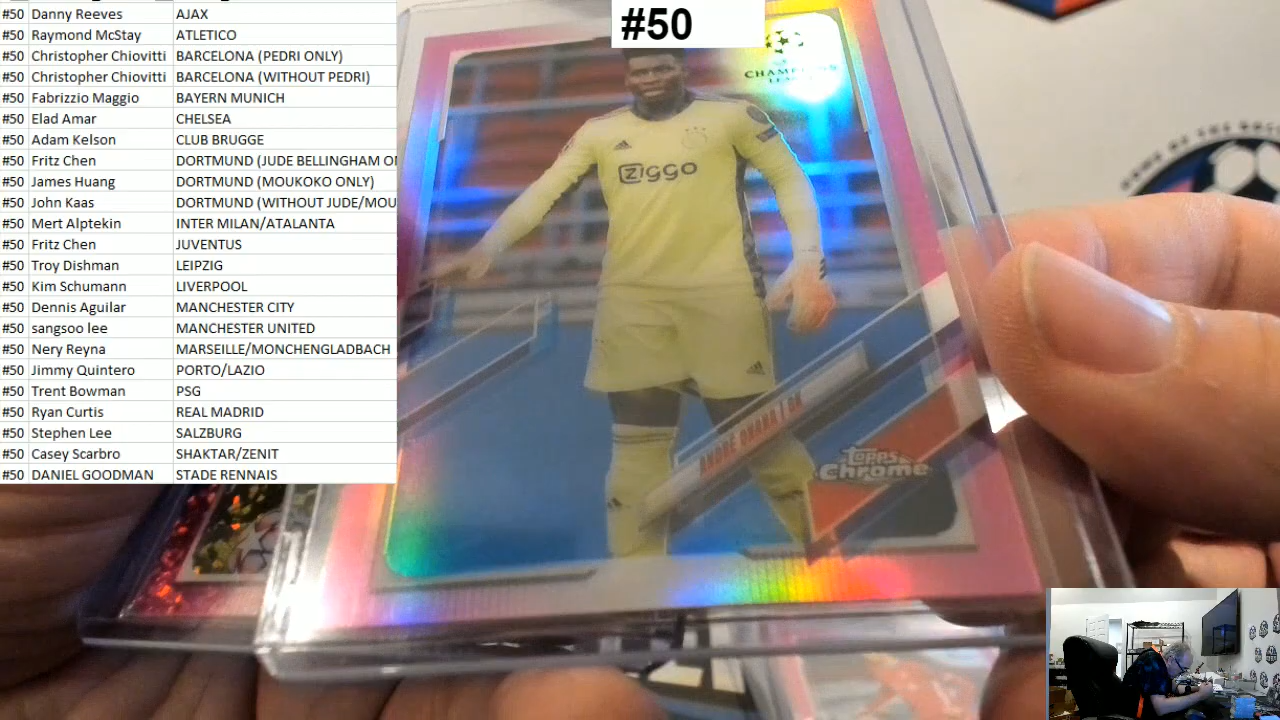 #50 Danny Reeves AJAX
#50 Raymond McStay ATLETICO
#50 Christopher Chiovitti BARCELONA (PEDRI ONLY)
#50 Christopher Chiovitti BARCELONA (WITHOUT PEDRI)
#50 Fabrizzio Maggio BAYERN MUNICH
#50 Elad Amar CHELSEA
#50 Adam Kelson CLUB BRUGGE
#50 Fritz Chen DORTMUND (JUDE BELLINGHAM ON
#50 James Huang DORTMUND (MOUKOKO ONLY)
#50 John Kaas DORTMUND (WITHOUT JUDE/MOU
#50 Mert Alptekin INTER MILAN/ATALANTA
#50 Fritz Chen JUVENTUS
#50 Troy Dishman LEIPZIG
#50 Kim Schumann LIVERPOOL
#50 Dennis Aguilar MANCHESTER CITY
#50 sangsoo lee MANCHESTER UNITED
#50 Nery Reyna MARSEILLE/MONCHENGLADBACH
#50 Jimmy Quintero PORTO/LAZIO
#50 Trent Bowman PSG
#50 Ryan Curtis REAL MADRID
#50 Stephen Lee SALZBURG
#50 Casey Scarbro SHAKTAR/ZENIT
#50 DANIEL GOODMAN STADE RENNAIS
#50
CHAMPIONS
LEAGUE
ziggo
ANDRÉ ONANA | GK
Topps
Chrome